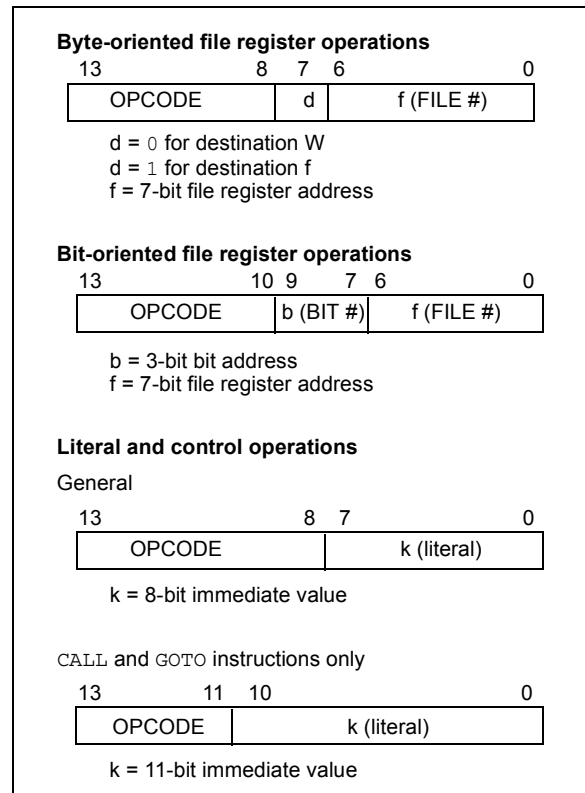 Byte-oriented file register operations
13 8 7 6 0
OPCODE d f (FILE #)
d = 0 for destination W
d = 1 for destination f
f = 7-bit file register address
Bit-oriented file register operations
13 10 9 7 6 0
OPCODE b (BIT #) f (FILE #)
b = 3-bit bit address
f = 7-bit file register address
Literal and control operations
General
13 8 7 0
OPCODE k (literal)
k = 8-bit immediate value
CALL and GOTO instructions only
13 11 10 0
OPCODE k (literal)
k = 11-bit immediate value